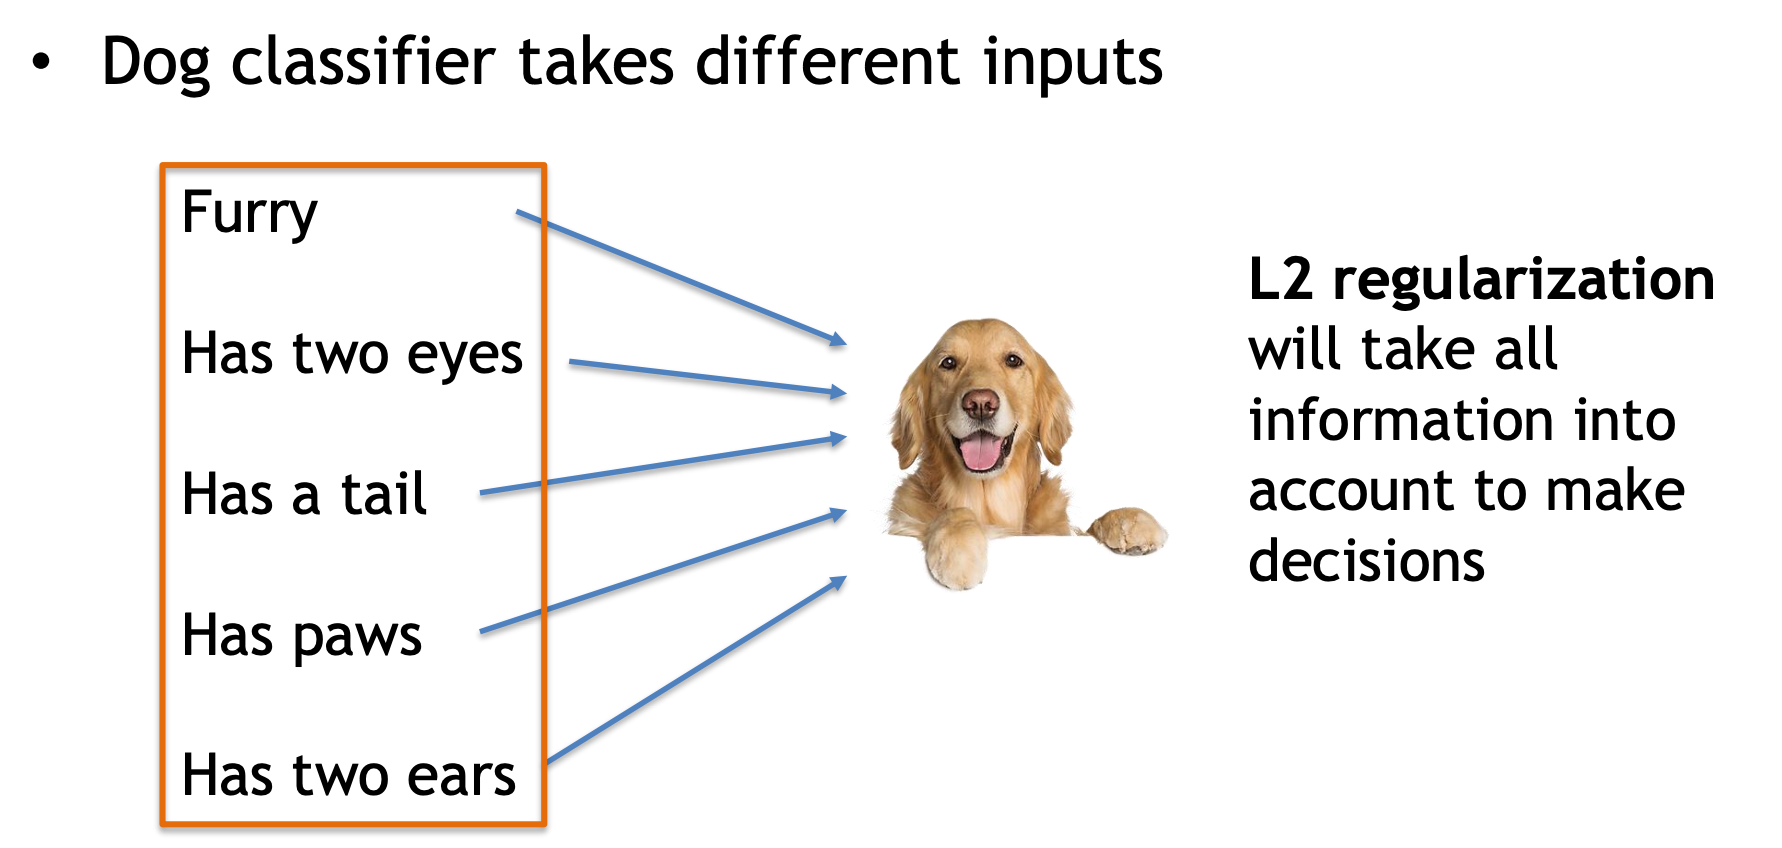 • Dog classifier takes different inputs
Furry
Has two eyes
Has a tail
Has paws
Has two ears
L2 regularization
will take all
information into
account to make
decisions